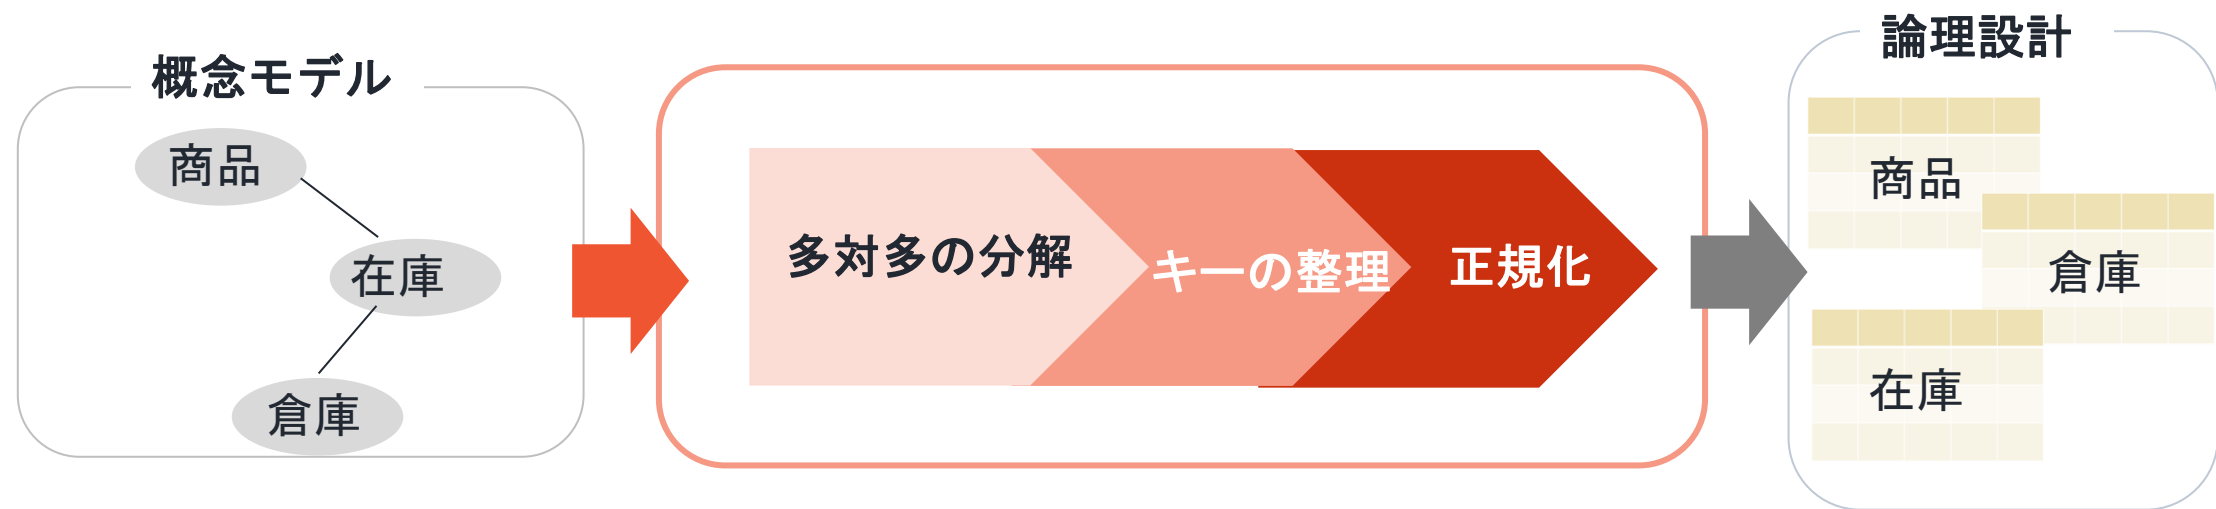 概念モデル
商品
在庫
倉庫
多対多の分解
キーの整理
正規化
論理設計
商品
倉庫
在庫